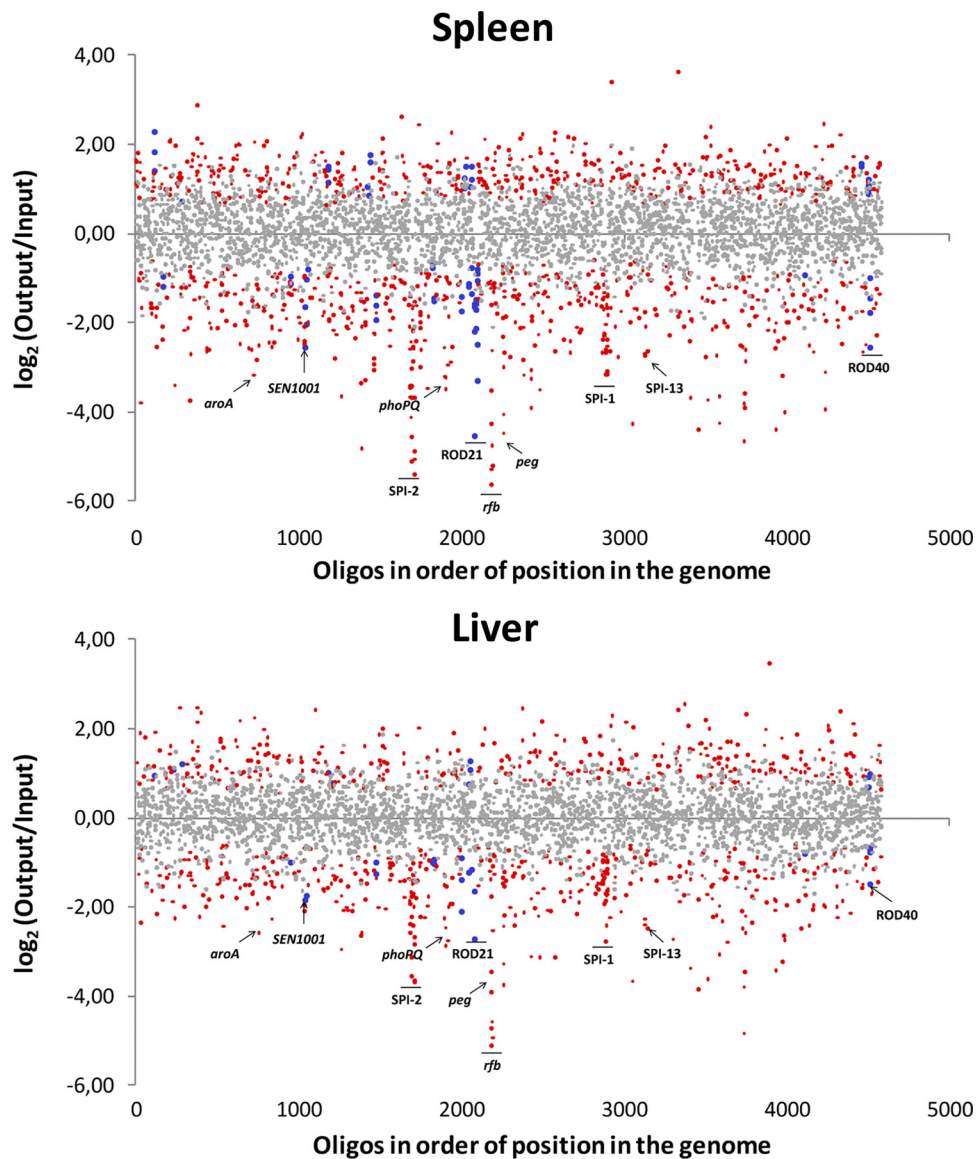 Spleen
4,00
2,00
0,00
-2,00
-4,00
-6,00
log2 (Output/Input)
aroA
SEN1001
phoPQ
SPI-2
ROD21
rfb
peg
SPI-1
SPI-13
ROD40
0 1000 2000 3000 4000 5000
Oligos in order of position in the genome
Liver
4,00
2,00
0,00
-2,00
-4,00
-6,00
log2 (Output/Input)
aroA
SEN1001
phoPQ
SPI-2
ROD21
peg
rfb
SPI-1
SPI-13
ROD40
0 1000 2000 3000 4000 5000
Oligos in order of position in the genome